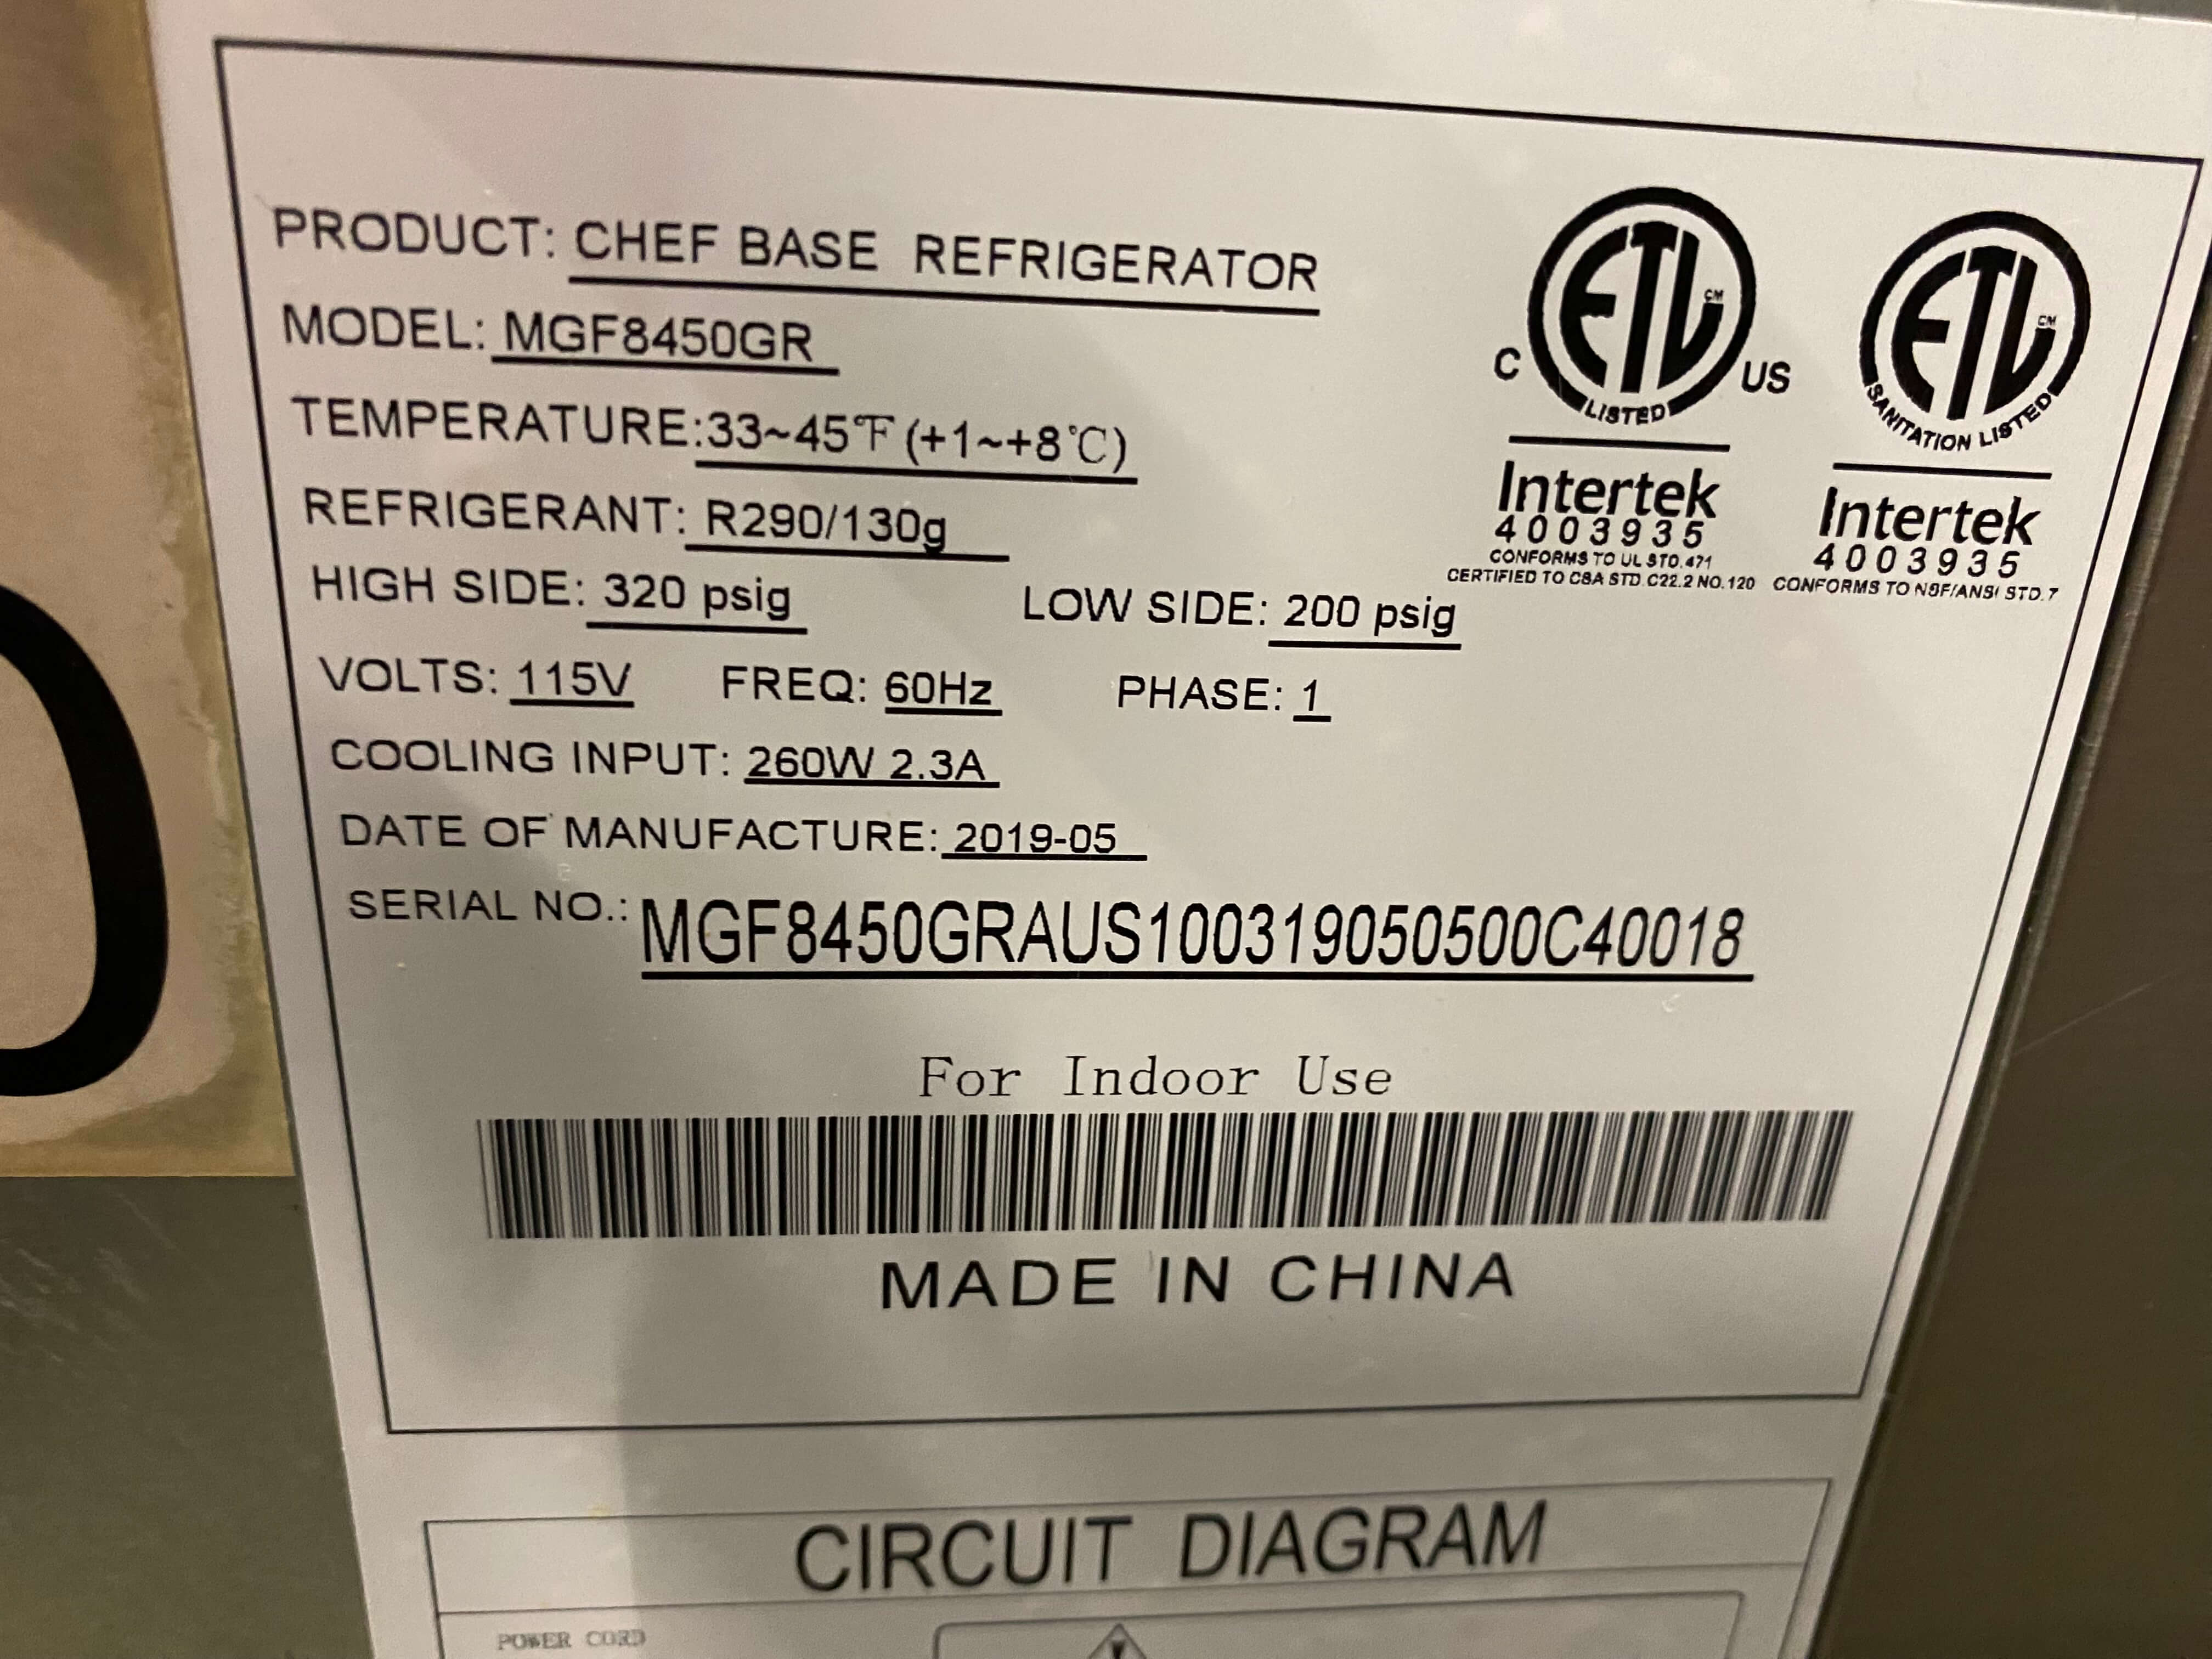 PRODUCT: CHEF BASE REFRIGERATOR
MODEL: MGF8450GR
TEMPERATURE:33~45℉(+1~+8℃)
REFRIGERANT: R290/130g
HIGH SIDE: 320 psig LOW SIDE: 200 psig
VOLTS: 115V FREQ: 60Hz PHASE: 1
COOLING INPUT: 260W 2.3A
DATE OF MANUFACTURE: 2019-05
SERIAL NO.: MGF8450GRAUS100319050500C40018
C ETL CM US
LISTED
Intertek
4003935
CONFORMS TO UL STD.471
CERTIFIED TO CSA STD.C22.2 NO.120
ETL CM
SANITATION LISTED
Intertek
4003935
CONFORMS TO NSF/ANSI STD.7
For Indoor Use
MADE IN CHINA
CIRCUIT DIAGRAM
POWER CORD